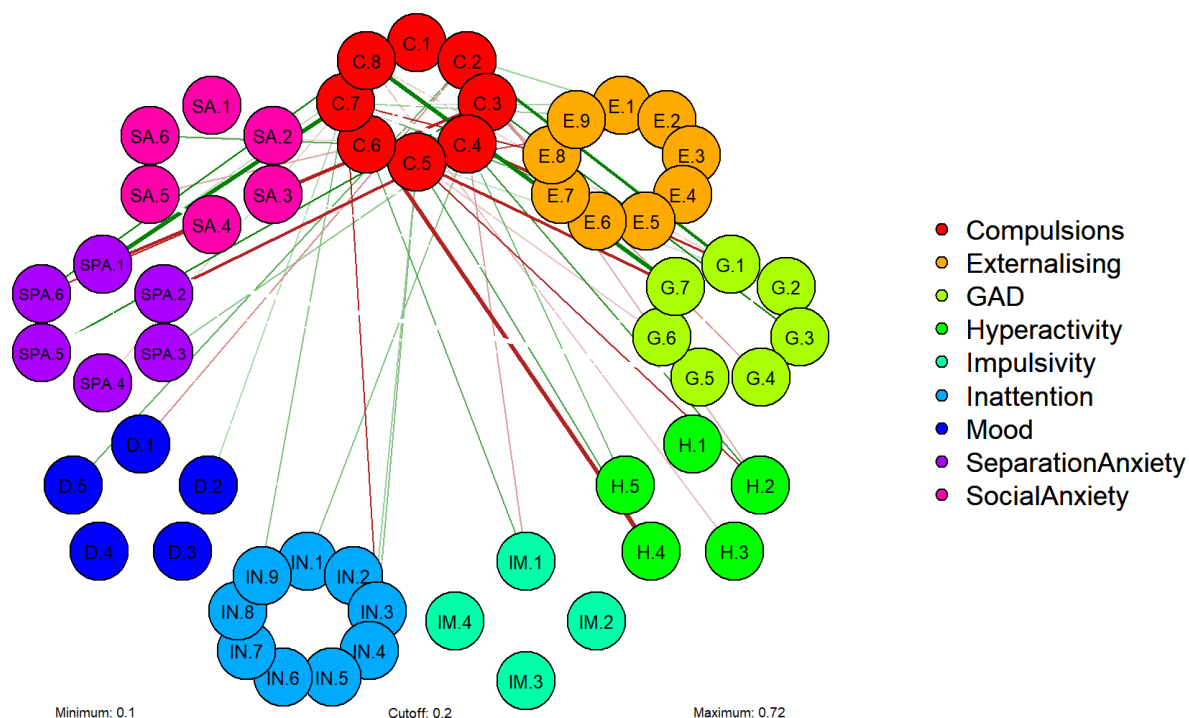 C.1
C.2
C.3
C.4
C.5
C.6
C.7
C.8
SA.1
SA.2
SA.3
SA.4
SA.5
SA.6
E.1
E.2
E.3
E.4
E.5
E.6
E.7
E.8
E.9
SPA.1
SPA.2
SPA.3
SPA.4
SPA.5
SPA.6
G.1
G.2
G.3
G.4
G.5
G.6
G.7
D.1
D.2
D.3
D.4
D.5
H.1
H.2
H.3
H.4
H.5
IN.1
IN.2
IN.3
IN.4
IN.5
IN.6
IN.7
IN.8
IN.9
IM.1
IM.2
IM.3
IM.4
Compulsions
Externalising
GAD
Hyperactivity
Impulsivity
Inattention
Mood
SeparationAnxiety
SocialAnxiety
Minimum: 0.1
Cutoff: 0.2
Maximum: 0.72